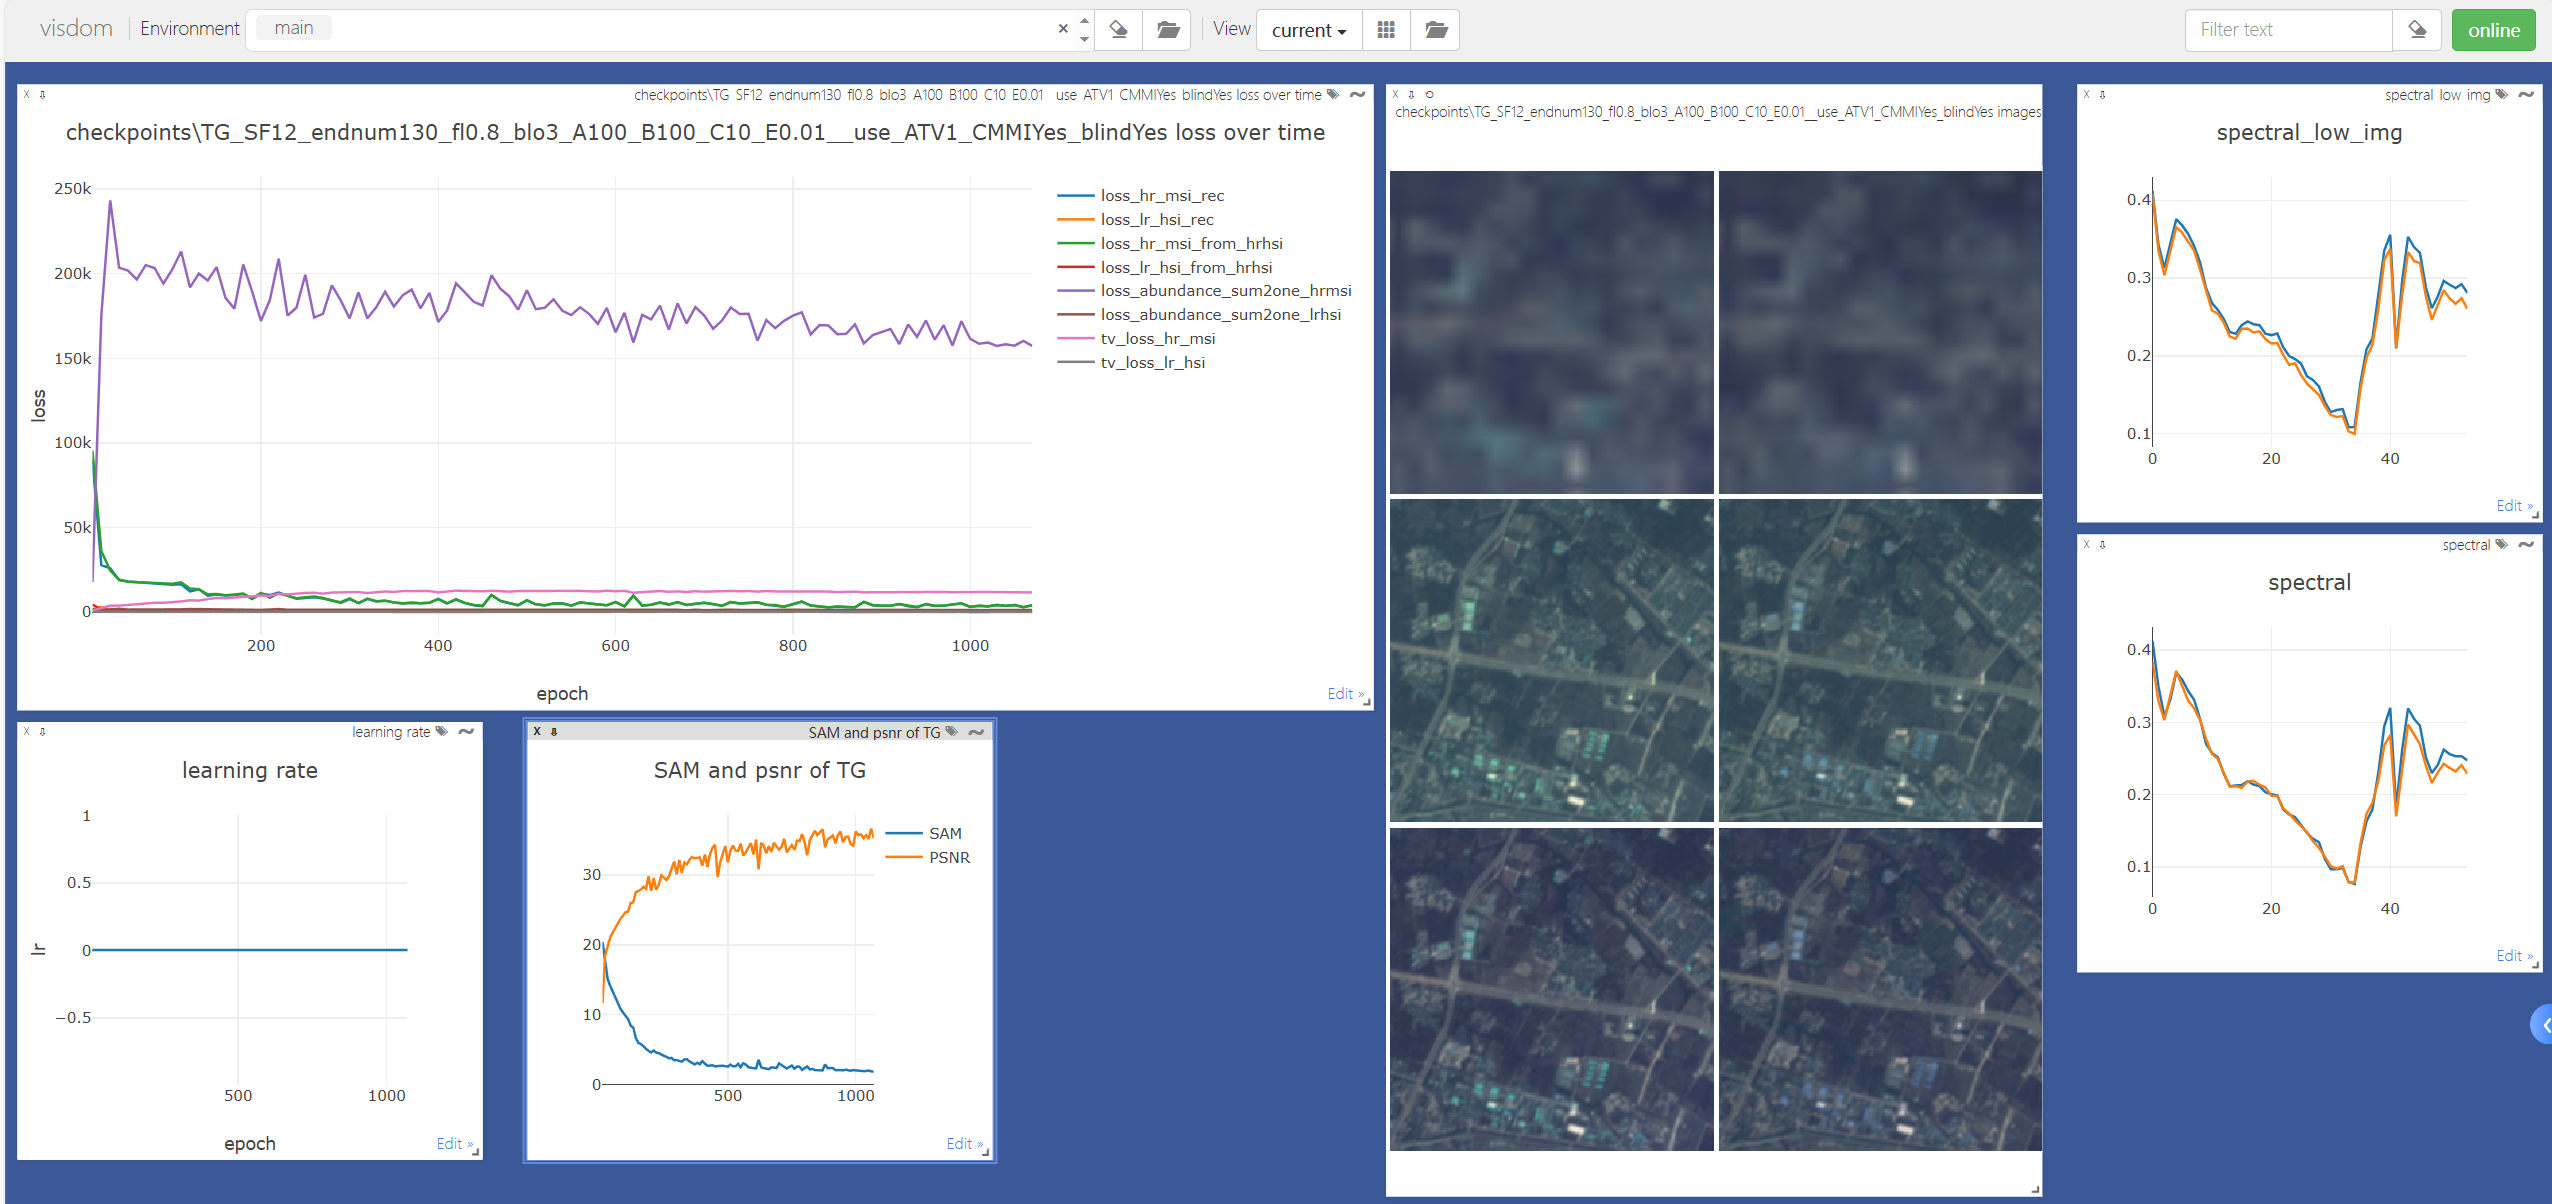 visdom Environment main × View current Filter text online
X checkpoints\TG SF12 endnum130 fl0.8 blo3 A100 B100 C10 E0.01 use ATV1 CMMIYes blindYes loss over time
checkpoints\TG_SF12_endnum130_fl0.8_blo3_A100_B100_C10_E0.01__use_ATV1_CMMIYes_blindYes loss over time
250k
200k
150k
100k
50k
0
loss
200 400 600 800 1000
epoch
loss_hr_msi_rec
loss_lr_hsi_rec
loss_hr_msi_from_hrhsi
loss_lr_hsi_from_hrhsi
loss_abundance_sum2one_hrmsi
loss_abundance_sum2one_lrhsi
tv_loss_hr_msi
tv_loss_lr_hsi
Edit »
X
checkpoints\TG_SF12_endnum130_fl0.8_blo3_A100_B100_C10_E0.01__use_ATV1_CMMIYes_blindYes images
X spectral low img
spectral_low_img
0.4
0.3
0.2
0.1
0 20 40
Edit »
X spectral
spectral
0.4
0.3
0.2
0.1
0 20 40
Edit »
X learning rate
learning rate
1
0.5
0
−0.5
lr
500 1000
epoch
Edit »
X SAM and psnr of TG
SAM and psnr of TG
30
20
10
0
500 1000
SAM
PSNR
Edit »